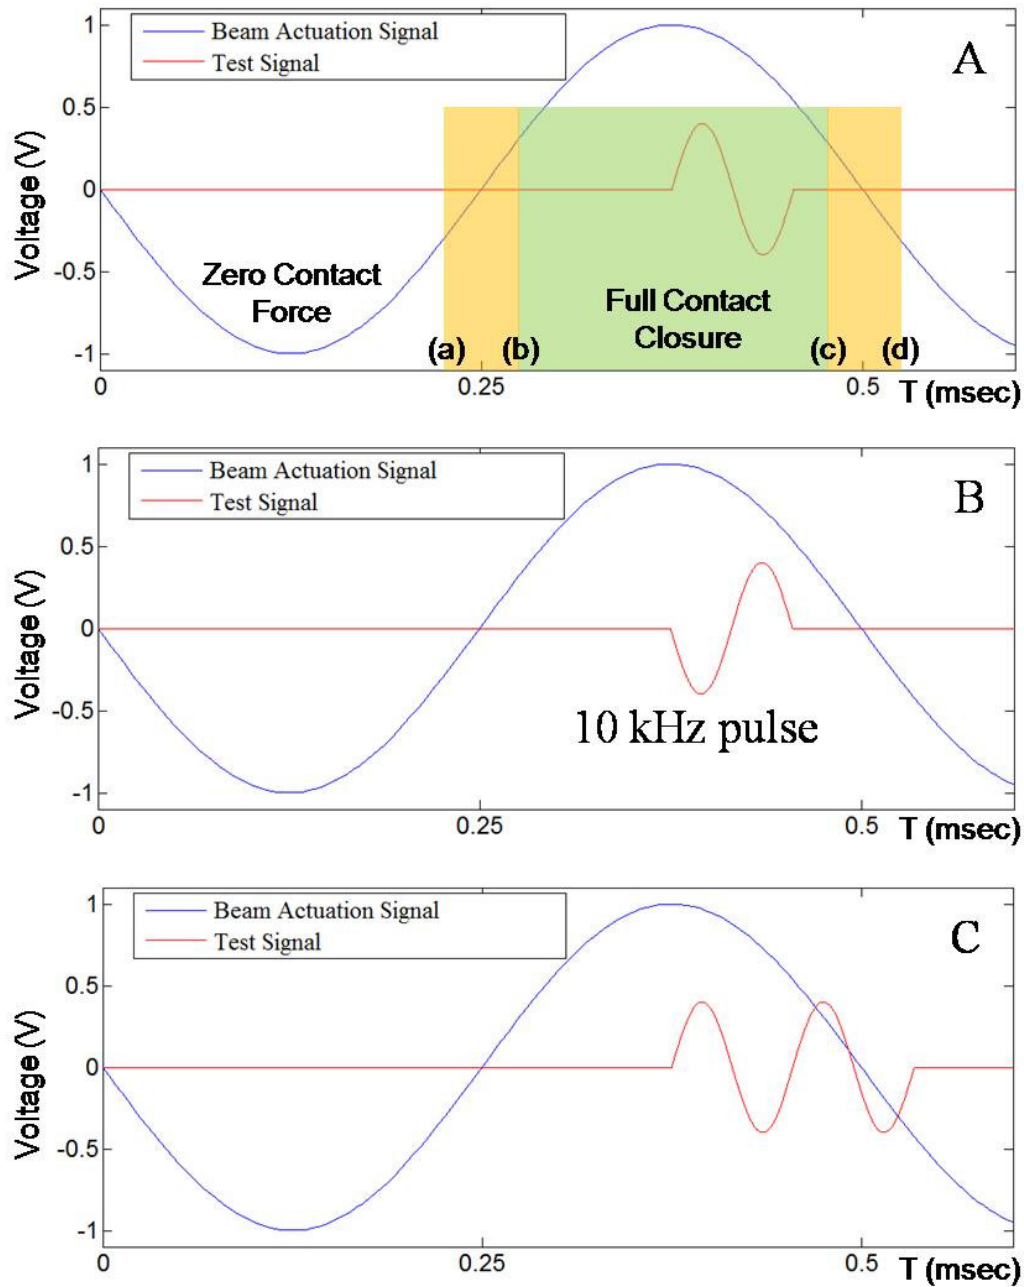 Beam Actuation Signal
Test Signal
A
1
0.5
0
-0.5
-1
Voltage (V)
Zero Contact
Force
Full Contact
Closure
(a)
(b)
(c)
(d)
0
0.25
0.5
T (msec)
Beam Actuation Signal
Test Signal
B
1
0.5
0
-0.5
-1
Voltage (V)
10 kHz pulse
0
0.25
0.5
T (msec)
Beam Actuation Signal
Test Signal
C
1
0.5
0
-0.5
-1
Voltage (V)
0
0.25
0.5
T (msec)